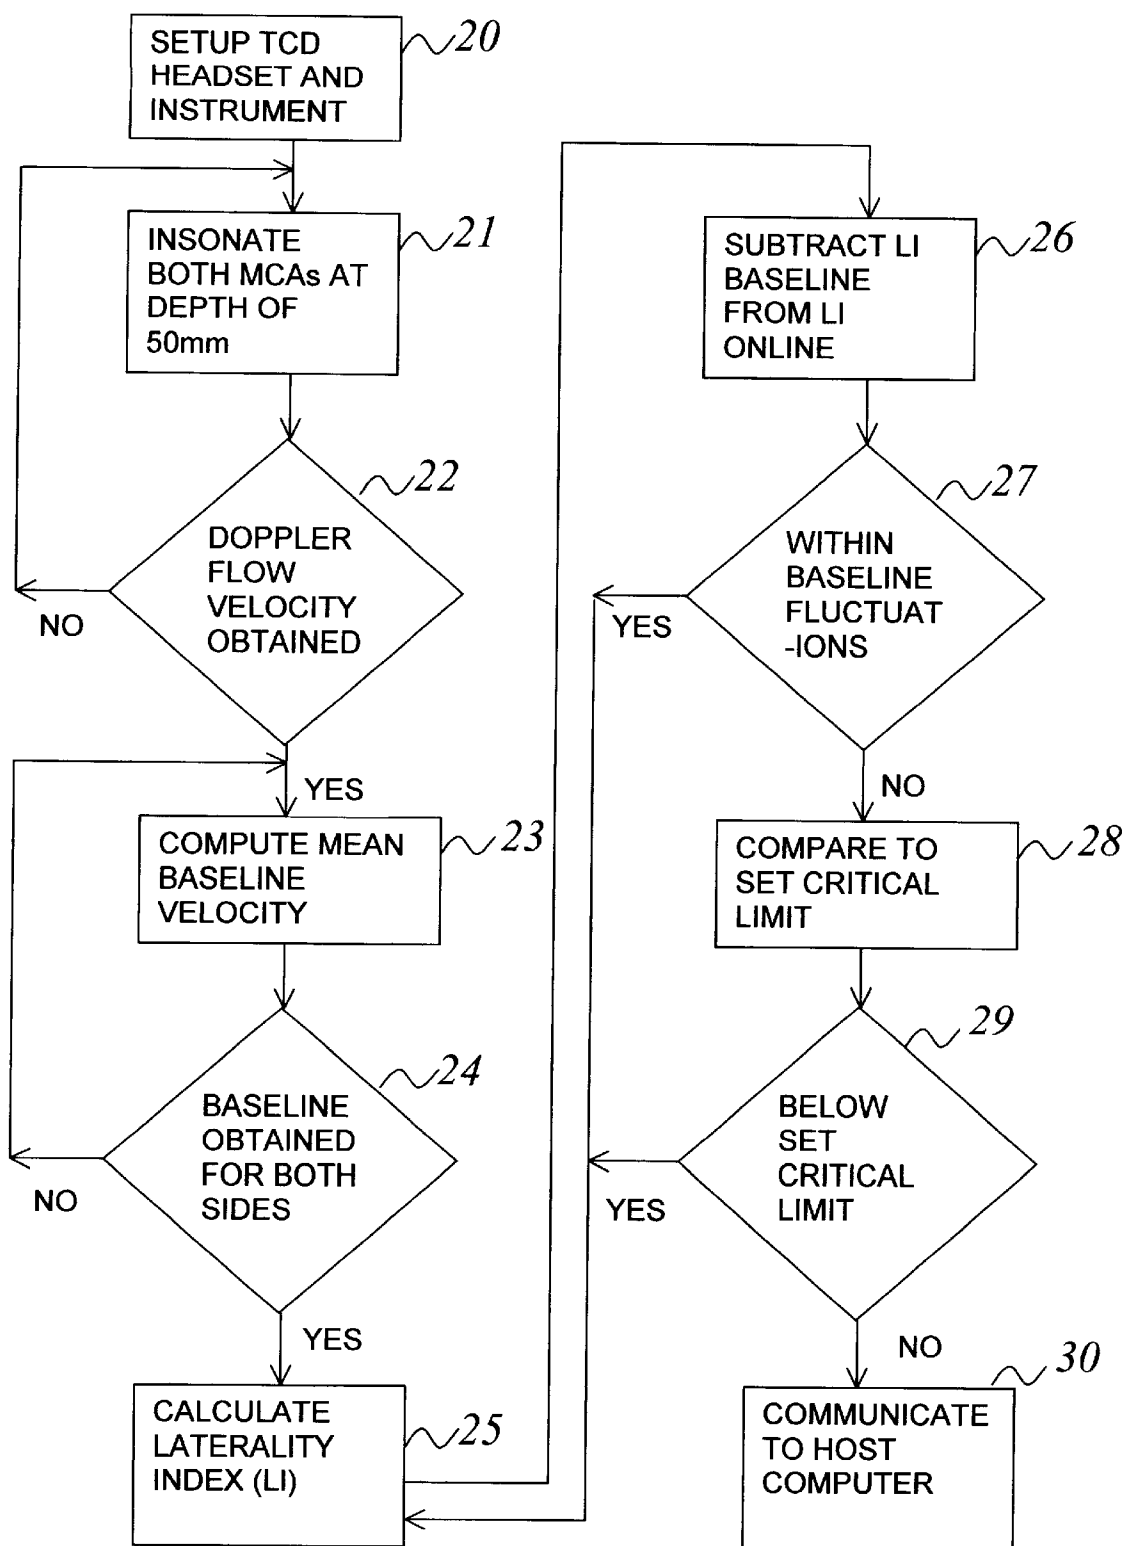 20
SETUP TCD
HEADSET AND
INSTRUMENT
21
INSONATE
BOTH MCAs AT
DEPTH OF
50mm
22
DOPPLER
FLOW
VELOCITY
OBTAINED
NO
YES
23
COMPUTE MEAN
BASELINE
VELOCITY
24
BASELINE
OBTAINED
FOR BOTH
SIDES
NO
YES
25
CALCULATE
LATERALITY
INDEX (LI)
26
SUBTRACT LI
BASELINE
FROM LI
ONLINE
27
WITHIN
BASELINE
FLUCTUAT
-IONS
YES
NO
28
COMPARE TO
SET CRITICAL
LIMIT
29
BELOW
SET
CRITICAL
LIMIT
YES
NO
30
COMMUNICATE
TO HOST
COMPUTER